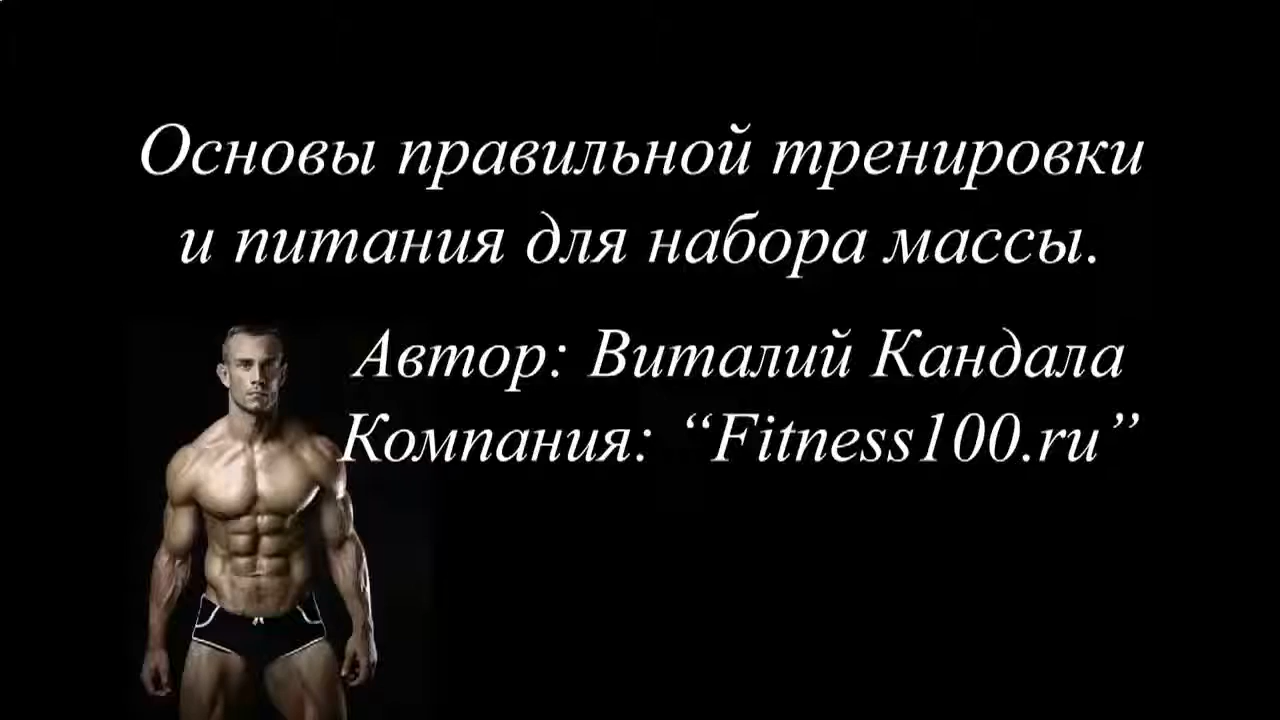 Основы правильной тренировки
и питания для набора массы.
Автор: Виталий Кандала
Компания: “Fitness100.ru”